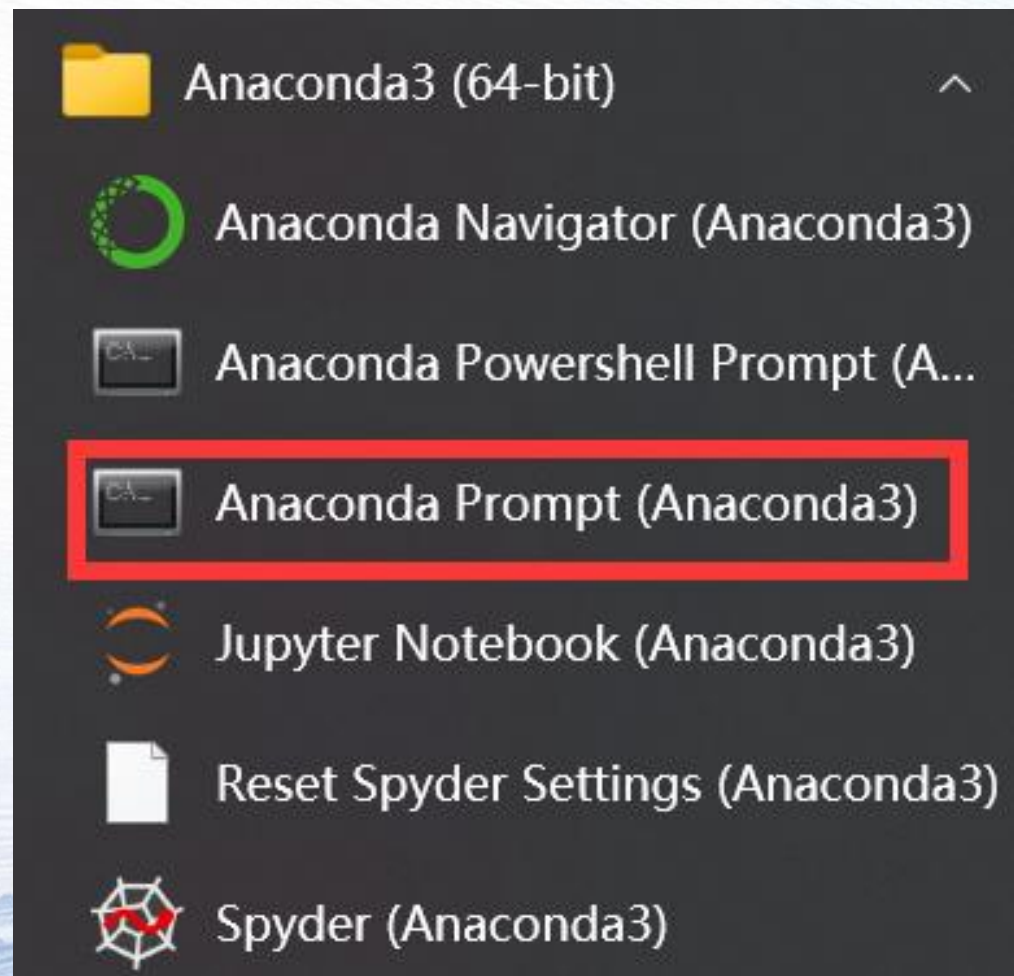 Anaconda3 (64-bit)
Anaconda Navigator (Anaconda3)
Anaconda Powershell Prompt (A...
Anaconda Prompt (Anaconda3)
Jupyter Notebook (Anaconda3)
Reset Spyder Settings (Anaconda3)
Spyder (Anaconda3)